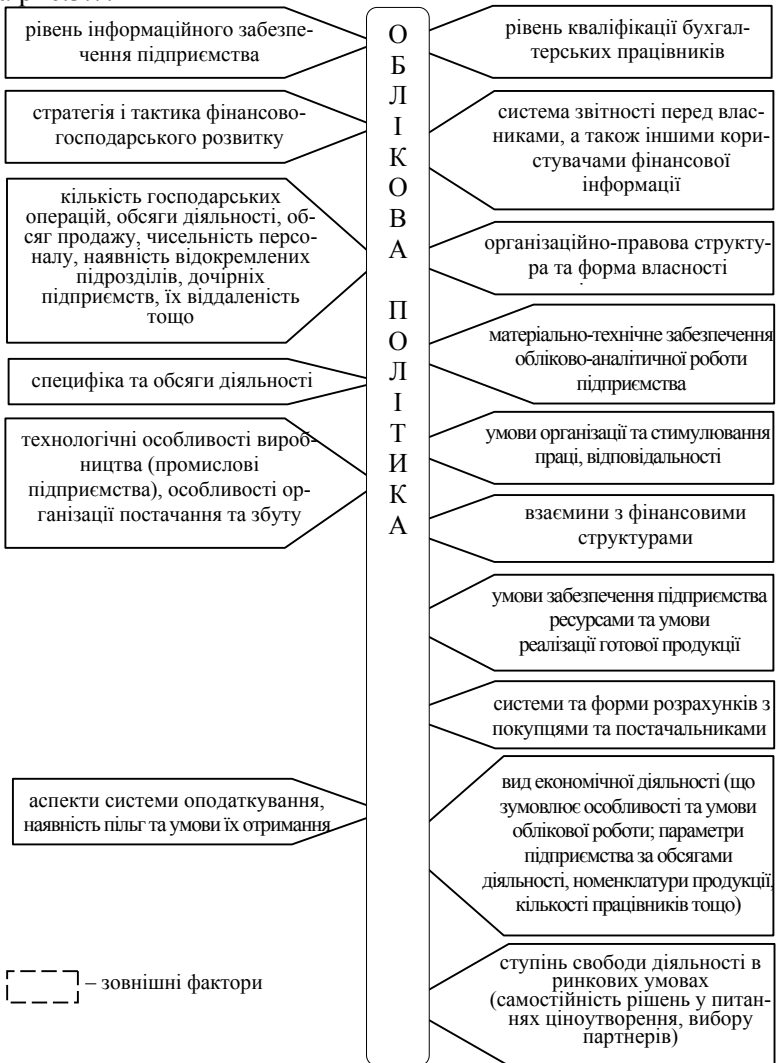 рівень інформаційного забезпе-
чення підприємства
стратегія і тактика фінансово-
господарського розвитку
кількість господарських
операцій, обсяги діяльності, об-
сяг продажу, чисельність персо-
налу, наявність відокремлених
підрозділів, дочірніх
підприємств, їх віддаленість
тощо
специфіка та обсяги діяльності
технологічні особливості вироб-
ництва (промислові
підприємства), особливості ор-
ганізації постачання та збуту
аспекти системи оподаткування,
наявність пільг та умови їх отримання
– зовнішні фактори
ОБЛІКОВА ПОЛІТИКА
рівень кваліфікації бухгал-
терських працівників
система звітності перед влас-
никами, а також іншими кори-
стувачами фінансової
інформації
організаційно-правова структу-
ра та форма власності
матеріально-технічне забезпечення
обліково-аналітичної роботи
підприємства
умови організації та стимулювання
праці, відповідальності
взаємини з фінансовими
структурами
умови забезпечення підприємства
ресурсами та умови
реалізації готової продукції
системи та форми розрахунків з
покупцями та постачальниками
вид економічної діяльності (що
зумовлює особливості та умови
облікової роботи; параметри
підприємства за обсягами
діяльності, номенклатури продукції,
кількості працівників тощо)
ступінь свободи діяльності в
ринкових умовах
(самостійність рішень у питан-
нях ціноутворення, вибору
партнерів)